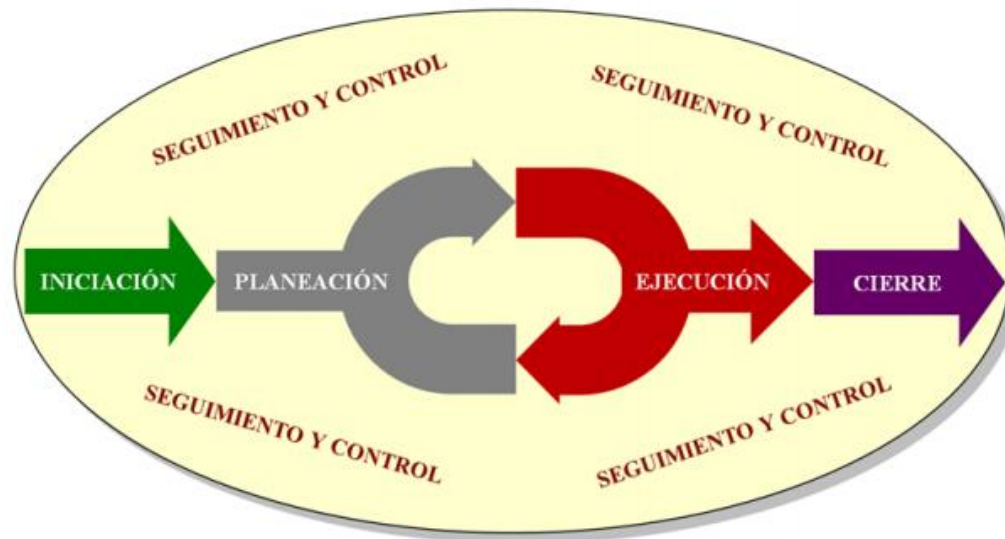 SEGUIMIENTO Y CONTROL
SEGUIMIENTO Y CONTROL
INICIACIÓN
PLANEACIÓN
EJECUCIÓN
CIERRE
SEGUIMIENTO Y CONTROL
SEGUIMIENTO Y CONTROL